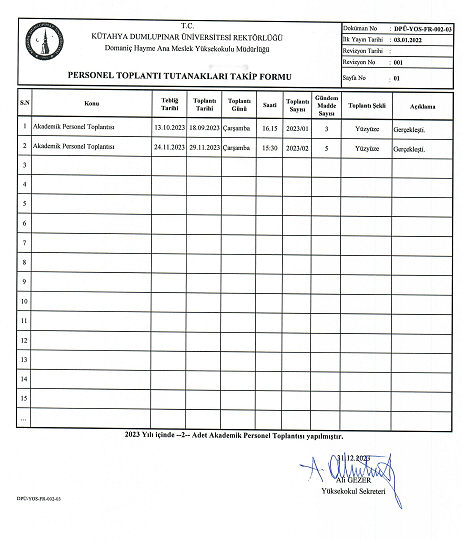 T.C.
KÜTAHYA DUMLUPINAR ÜNİVERSİTESİ REKTÖRLÜĞÜ
Domaniç Hayme Ana Meslek Yüksekokulu Müdürlüğü
PERSONEL TOPLANTI TUTANAKLARI TAKİP FORMU
Doküman No : DPÜ-YOS-FR-002-03
İlk Yayın Tarihi : 03.01.2022
Revizyon Tarihi :
Revizyon No : 001
Sayfa No : 01
S.N Konu Tebliğ Tarihi Toplantı Tarihi Toplantı Günü Saati Toplantı Sayısı Gündem Madde Sayısı Toplantı Şekli Açıklama
1 Akademik Personel Toplantısı 13.10.2023 18.09.2023 Çarşamba 16.15 2023/01 3 Yüzyüze Gerçekleşti.
2 Akademik Personel Toplantısı 24.11.2023 29.11.2023 Çarşamba 15:30 2023/02 5 Yüzyüze Gerçekleşti.
3
4
5
6
7
8
9
10
11
12
13
14
15
...
2023 Yılı içinde --2-- Adet Akademik Personel Toplantısı yapılmıştır.
31.12.2023
Ali GEZER
Yüksekokul Sekreteri
DPÜ-YOS-FR-002-03